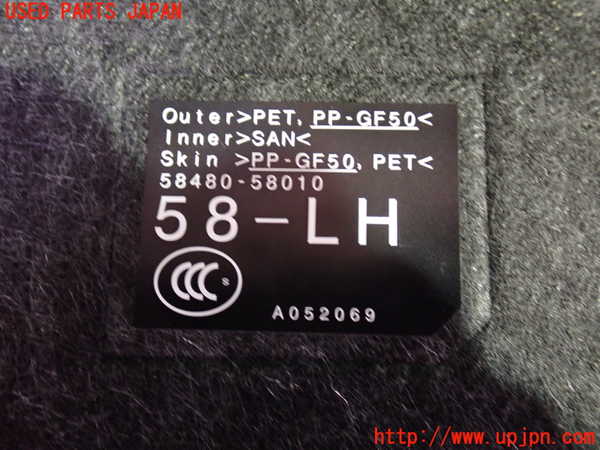 USED PARTS JAPAN
Outer>PET, PP-GF50<
Inner>SAN<
Skin >PP-GF50, PET<
58480-58010
58-LH
CCC S
A052069
http://www.upjpn.com